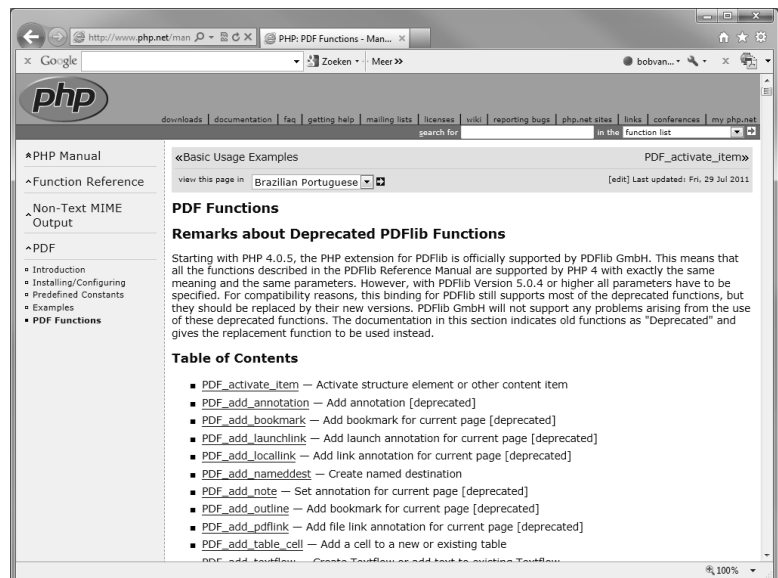 http://www.php.net/man
PHP: PDF Functions - Man...
x Google
Zoeken
Meer >>
bobvan...
php
downloads | documentation | faq | getting help | mailing lists | licenses | wiki | reporting bugs | php.net sites | links | conferences | my php.net
search for
in the function list
PHP Manual
Function Reference
Non-Text MIME
Output
PDF
Introduction
Installing/Configuring
Predefined Constants
Examples
PDF Functions
«Basic Usage Examples
PDF_activate_item»
view this page in Brazilian Portuguese
[edit] Last updated: Fri, 29 Jul 2011
PDF Functions
Remarks about Deprecated PDFlib Functions
Starting with PHP 4.0.5, the PHP extension for PDFlib is officially supported by PDFlib GmbH. This means that
all the functions described in the PDFlib Reference Manual are supported by PHP 4 with exactly the same
meaning and the same parameters. However, with PDFlib Version 5.0.4 or higher all parameters have to be
specified. For compatibility reasons, this binding for PDFlib still supports most of the deprecated functions, but
they should be replaced by their new versions. PDFlib GmbH will not support any problems arising from the use
of these deprecated functions. The documentation in this section indicates old functions as "Deprecated" and
gives the replacement function to be used instead.
Table of Contents
PDF_activate_item — Activate structure element or other content item
PDF_add_annotation — Add annotation [deprecated]
PDF_add_bookmark — Add bookmark for current page [deprecated]
PDF_add_launchlink — Add launch annotation for current page [deprecated]
PDF_add_locallink — Add link annotation for current page [deprecated]
PDF_add_nameddest — Create named destination
PDF_add_note — Set annotation for current page [deprecated]
PDF_add_outline — Add bookmark for current page [deprecated]
PDF_add_pdflink — Add file link annotation for current page [deprecated]
PDF_add_table_cell — Add a cell to a new or existing table
PDF_add_textflow — Create Textflow or add text to existing Textflow
100%